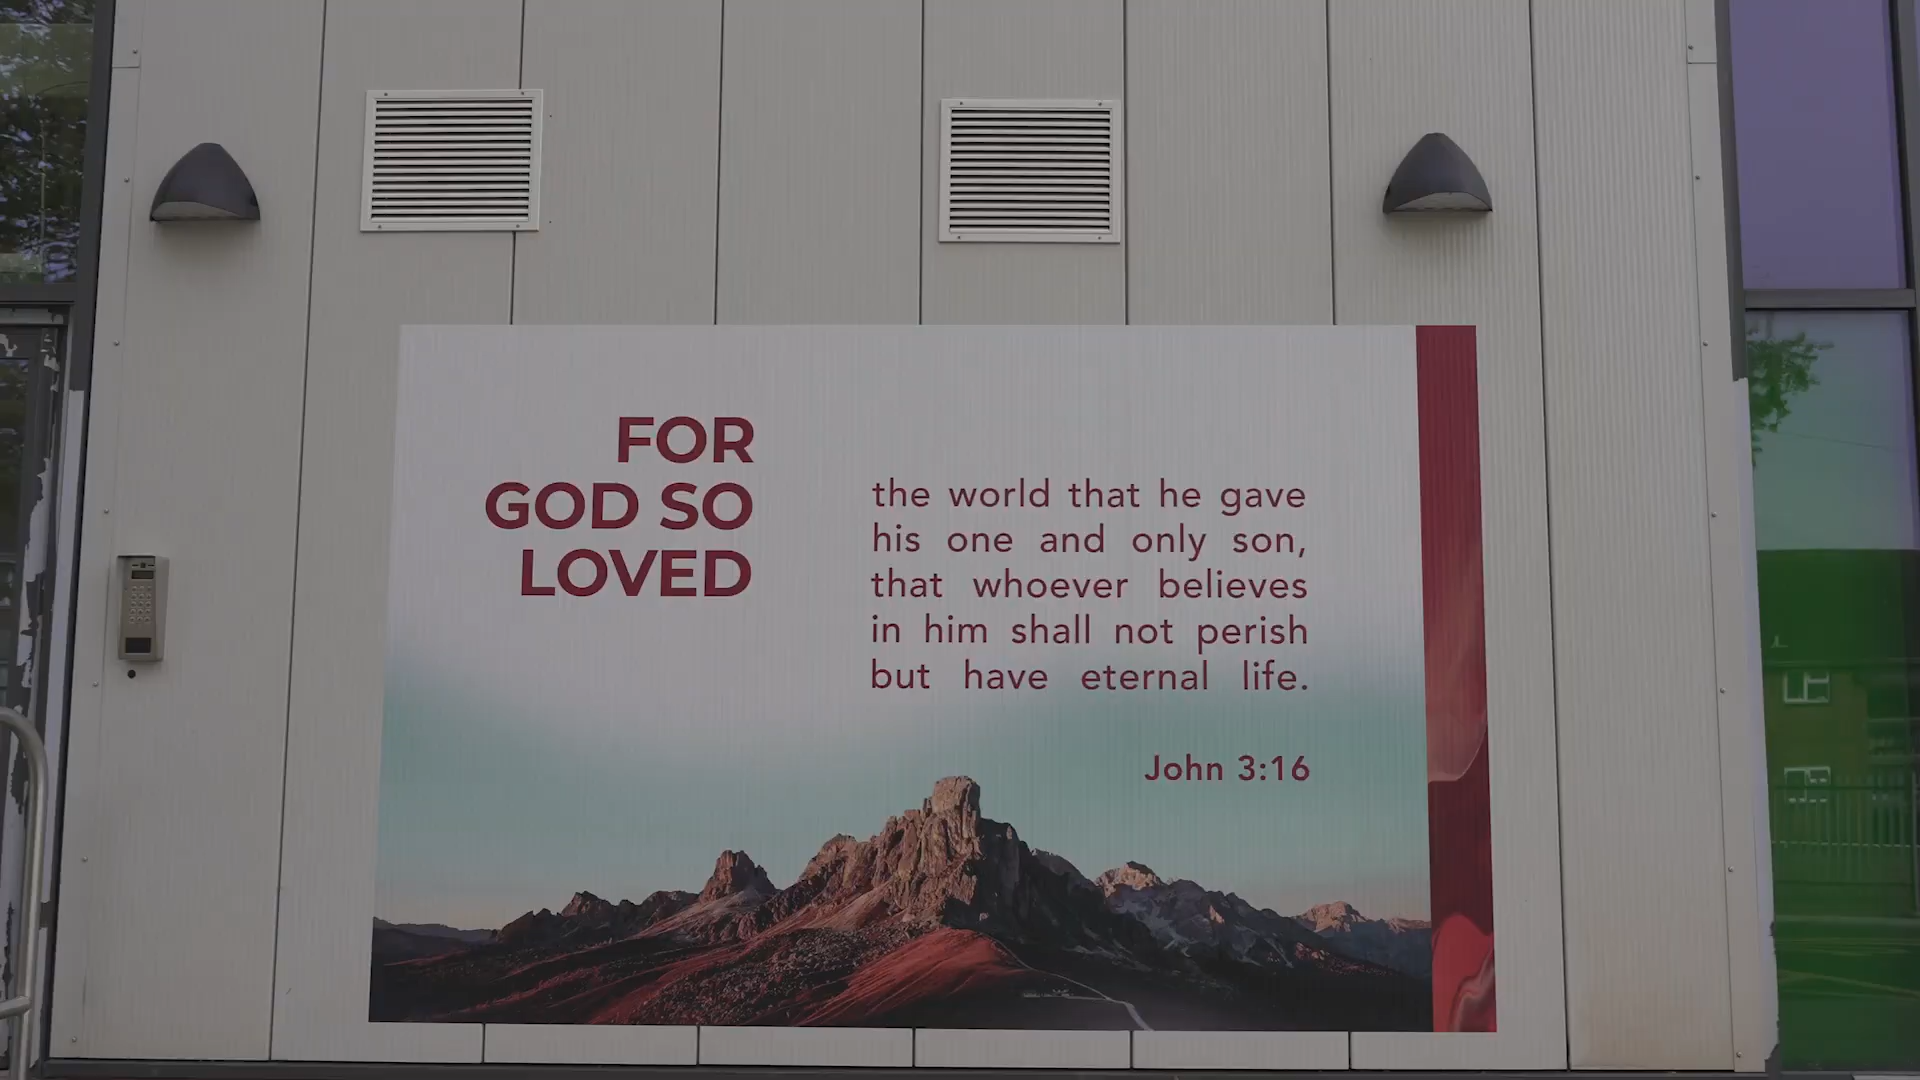 FOR
GOD SO
LOVED
the world that he gave
his one and only son,
that whoever believes
in him shall not perish
but have eternal life.
John 3:16